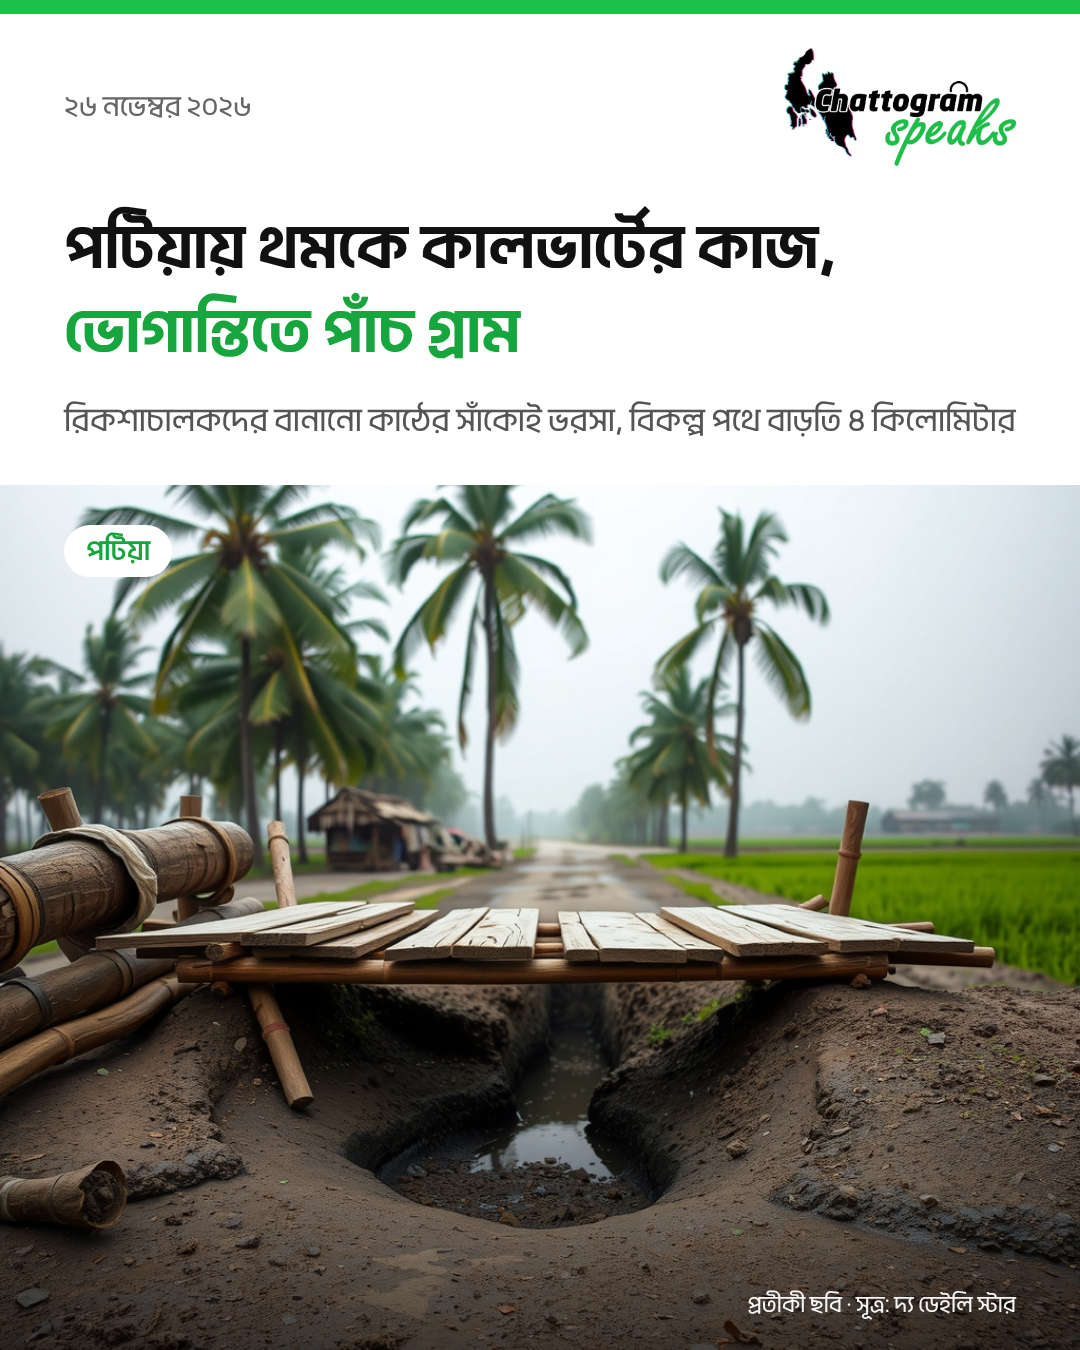 ২৬ নভেম্বর ২০২৬
Chattogram
speaks
পটিয়ায় থমকে কালভার্টের কাজ,
ভোগান্তিতে পাঁচ গ্রাম
রিকশাচালকদের বানানো কাঠের সাঁকোই ভরসা, বিকল্প পথে বাড়তি ৪ কিলোমিটার
পটিয়া
প্রতীকী ছবি · সূত্র: দ্য ডেইলি স্টার